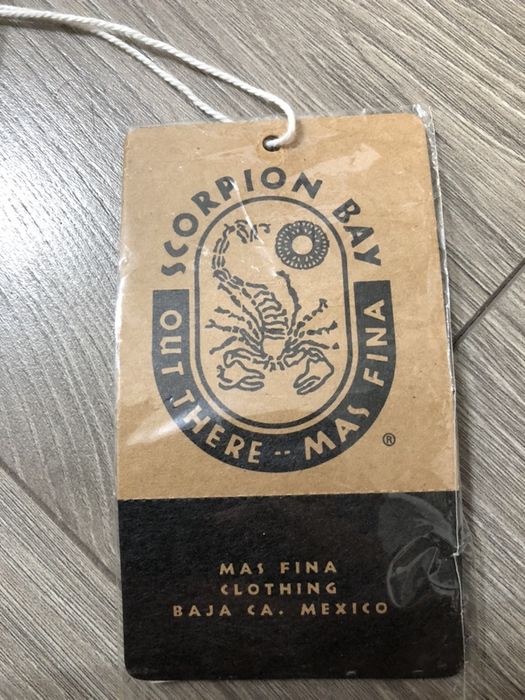 SCORPION BAY
OUT THERE -- MAS FINA
®
MAS FINA
CLOTHING
BAJA CA. MEXICO